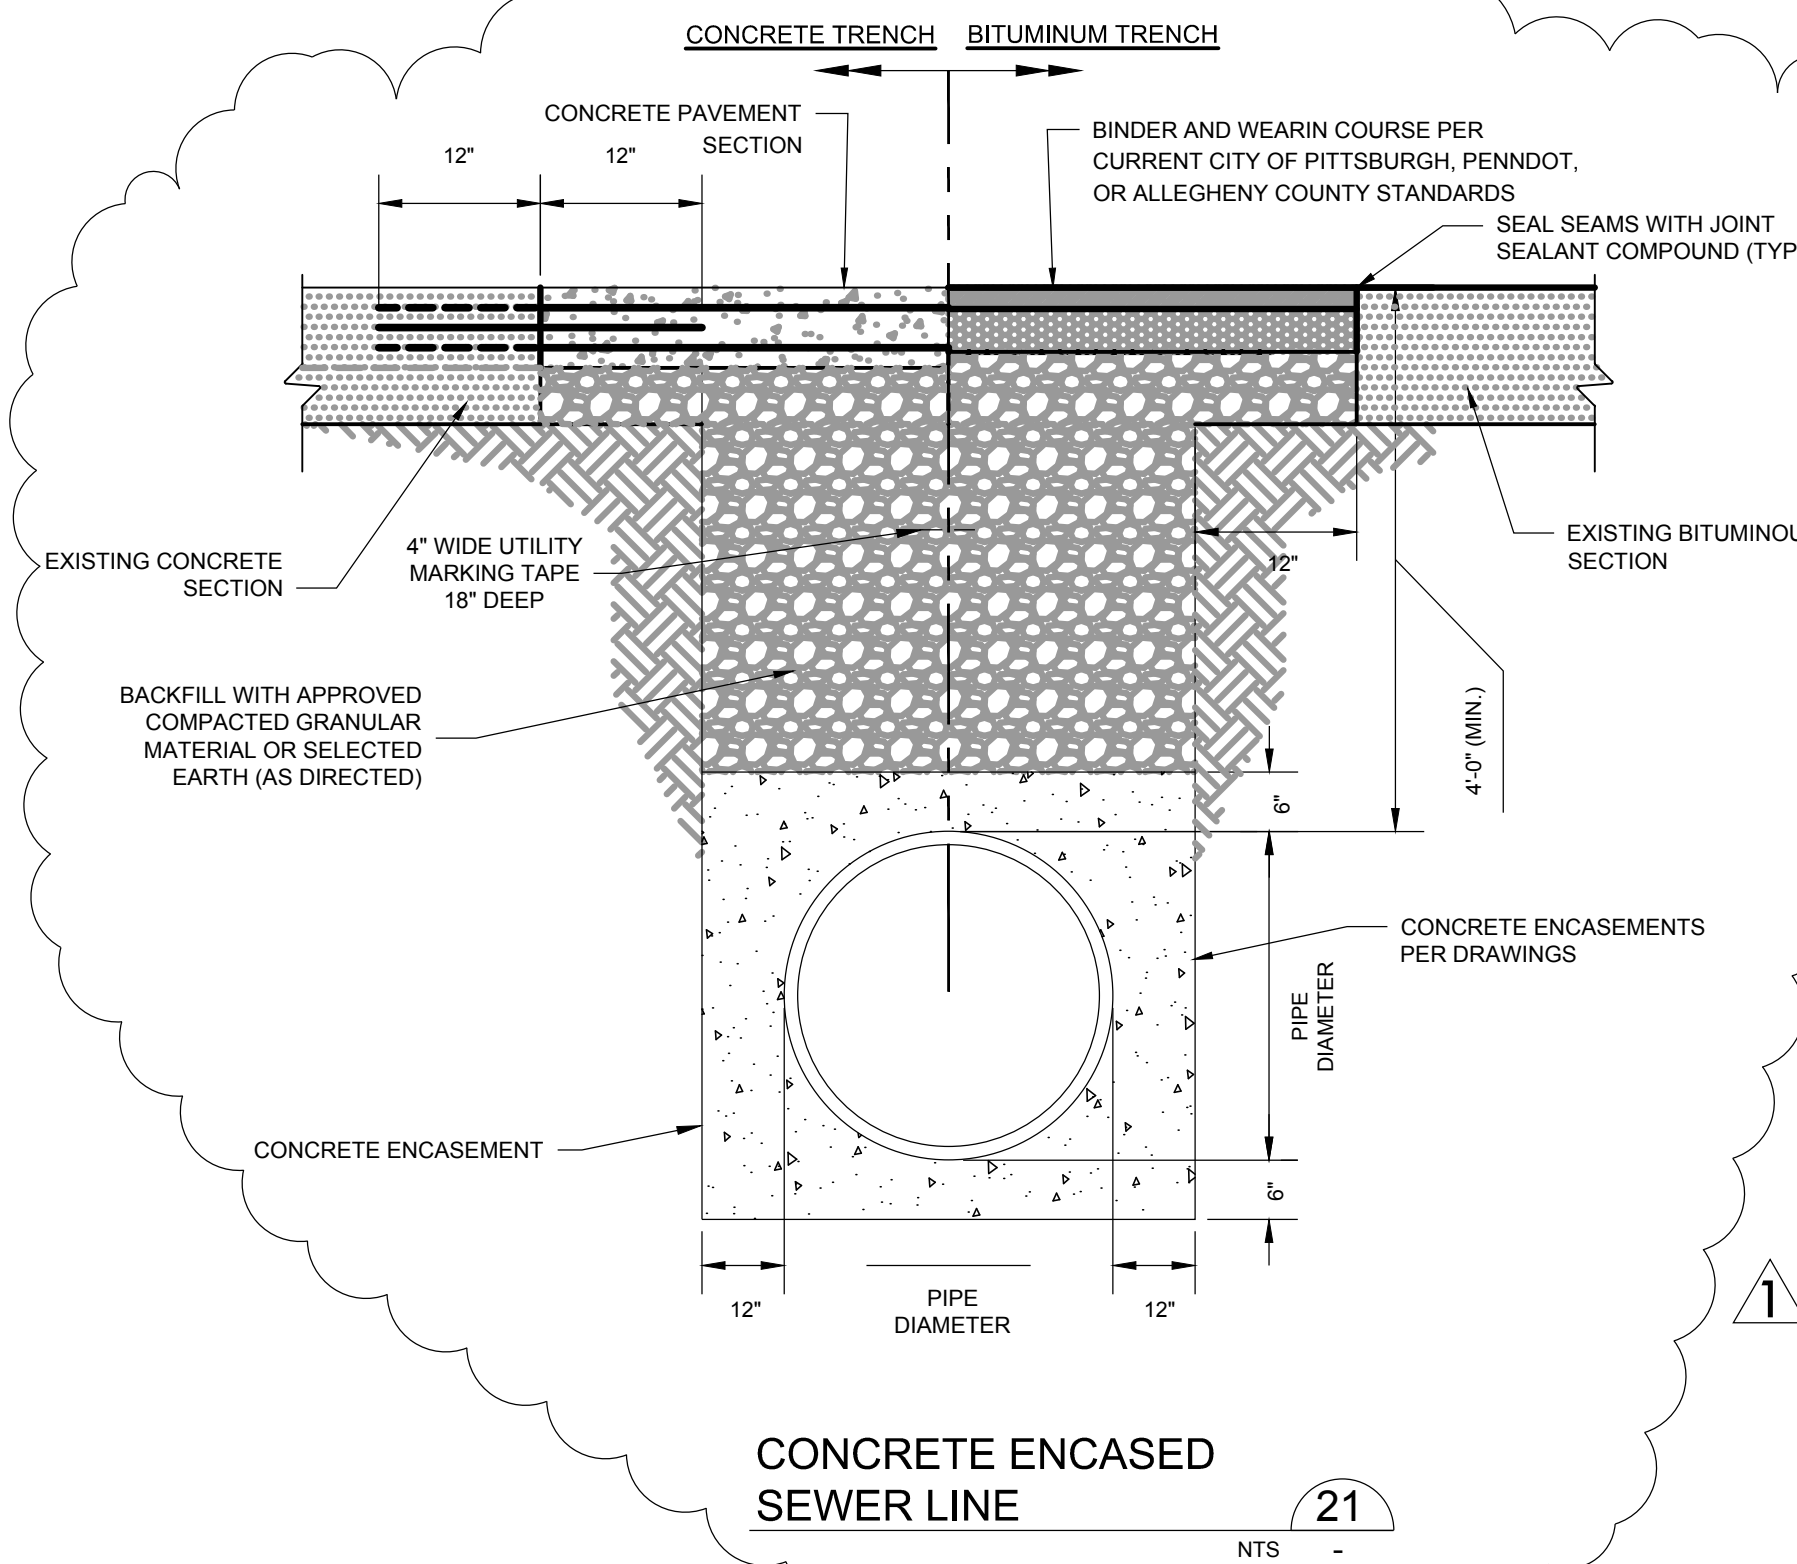 CONCRETE TRENCH
BITUMINUM TRENCH
CONCRETE PAVEMENT
SECTION
12"
12"
BINDER AND WEARIN COURSE PER
CURRENT CITY OF PITTSBURGH, PENNDOT,
OR ALLEGHENY COUNTY STANDARDS
SEAL SEAMS WITH JOINT
SEALANT COMPOUND (TYP
EXISTING CONCRETE
SECTION
4" WIDE UTILITY
MARKING TAPE
18" DEEP
12"
EXISTING BITUMINOU
SECTION
BACKFILL WITH APPROVED
COMPACTED GRANULAR
MATERIAL OR SELECTED
EARTH (AS DIRECTED)
4'-0" (MIN.)
6"
CONCRETE ENCASEMENTS
PER DRAWINGS
PIPE
DIAMETER
CONCRETE ENCASEMENT
6"
12"
PIPE
DIAMETER
12"
1
CONCRETE ENCASED
SEWER LINE
21
NTS
-